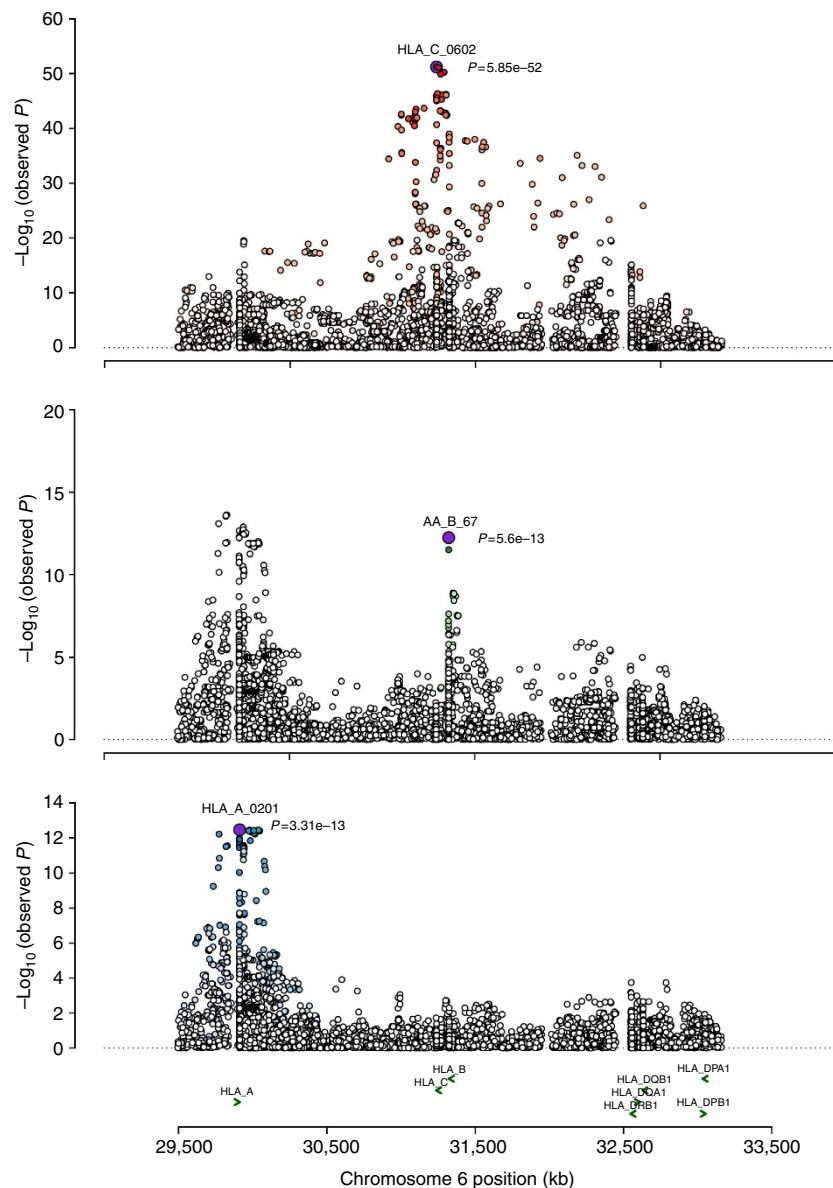 60
50
40
30
20
10
0
–Log10 (observed P)
HLA_C_0602
P=5.85e–52
20
15
10
5
0
–Log10 (observed P)
AA_B_67
P=5.6e–13
14
12
10
8
6
4
2
0
–Log10 (observed P)
HLA_A_0201
P=3.31e–13
HLA_B
HLA_DPA1
HLA_C
HLA_DQB1
HLA_A
HLA_DQA1
HLA_DRB1
HLA_DPB1
29,500 30,500 31,500 32,500 33,500
Chromosome 6 position (kb)